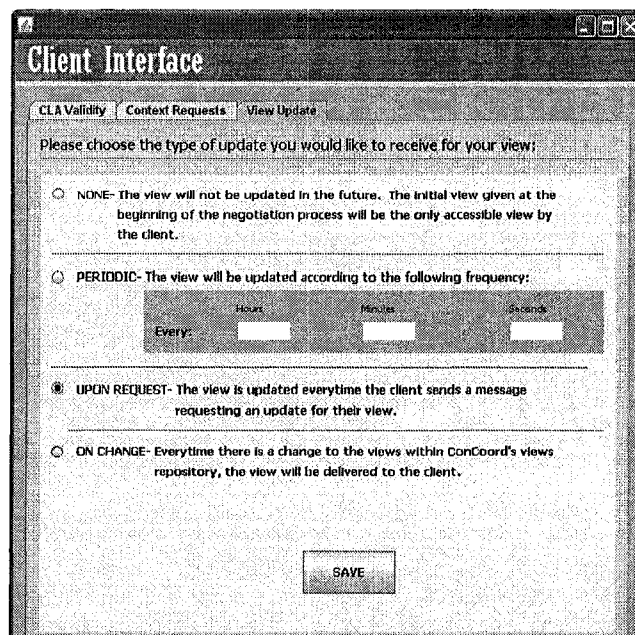 Client Interface
CLA Validity Context Requests View Update
Please choose the type of update you would like to receive for your view:
NONE- The view will not be updated in the future. The initial view given at the
beginning of the negotiation process will be the only accessible view by
the client.
PERIODIC- The view will be updated according to the following frequency:
Hours Minutes Seconds
Every:
UPON REQUEST- The view is updated everytime the client sends a message
requesting an update for their view.
ON CHANGE- Everytime there is a change to the views within ConCoord's views
repository, the view will be delivered to the client.
SAVE